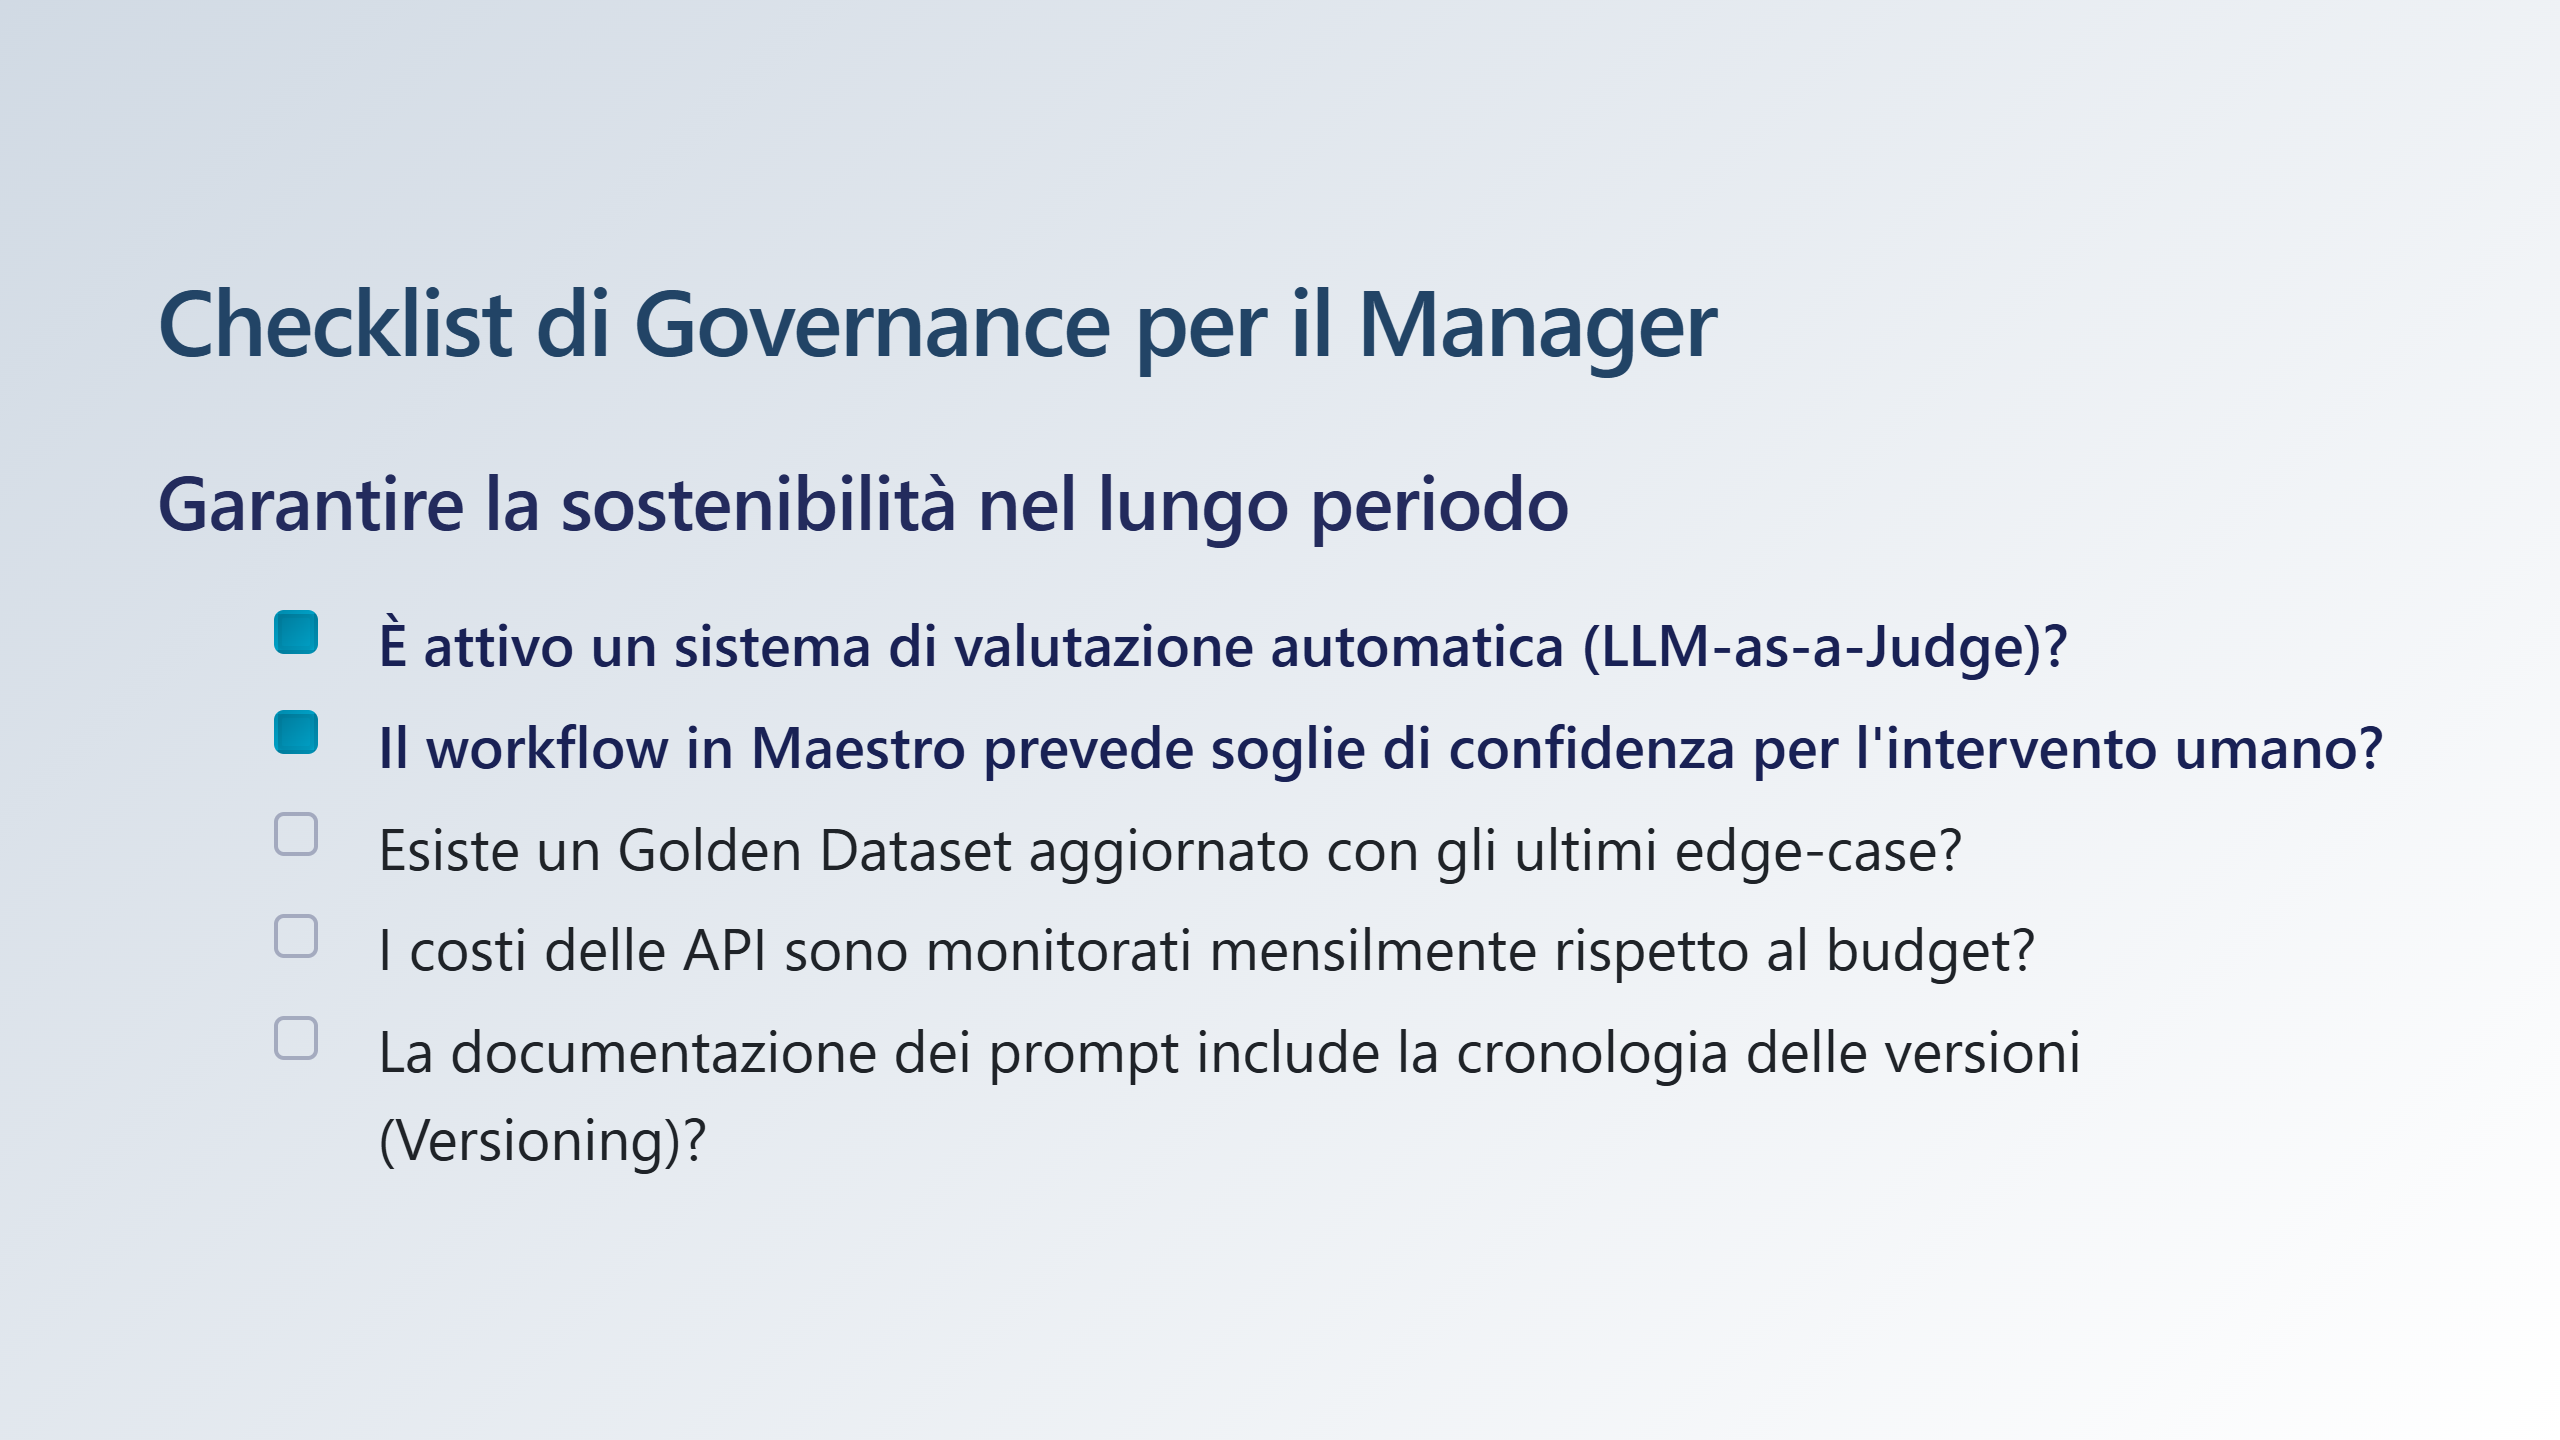 Checklist di Governance per il Manager
Garantire la sostenibilità nel lungo periodo
È attivo un sistema di valutazione automatica (LLM-as-a-Judge)?
Il workflow in Maestro prevede soglie di confidenza per l'intervento umano?
Esiste un Golden Dataset aggiornato con gli ultimi edge-case?
I costi delle API sono monitorati mensilmente rispetto al budget?
La documentazione dei prompt include la cronologia delle versioni
(Versioning)?